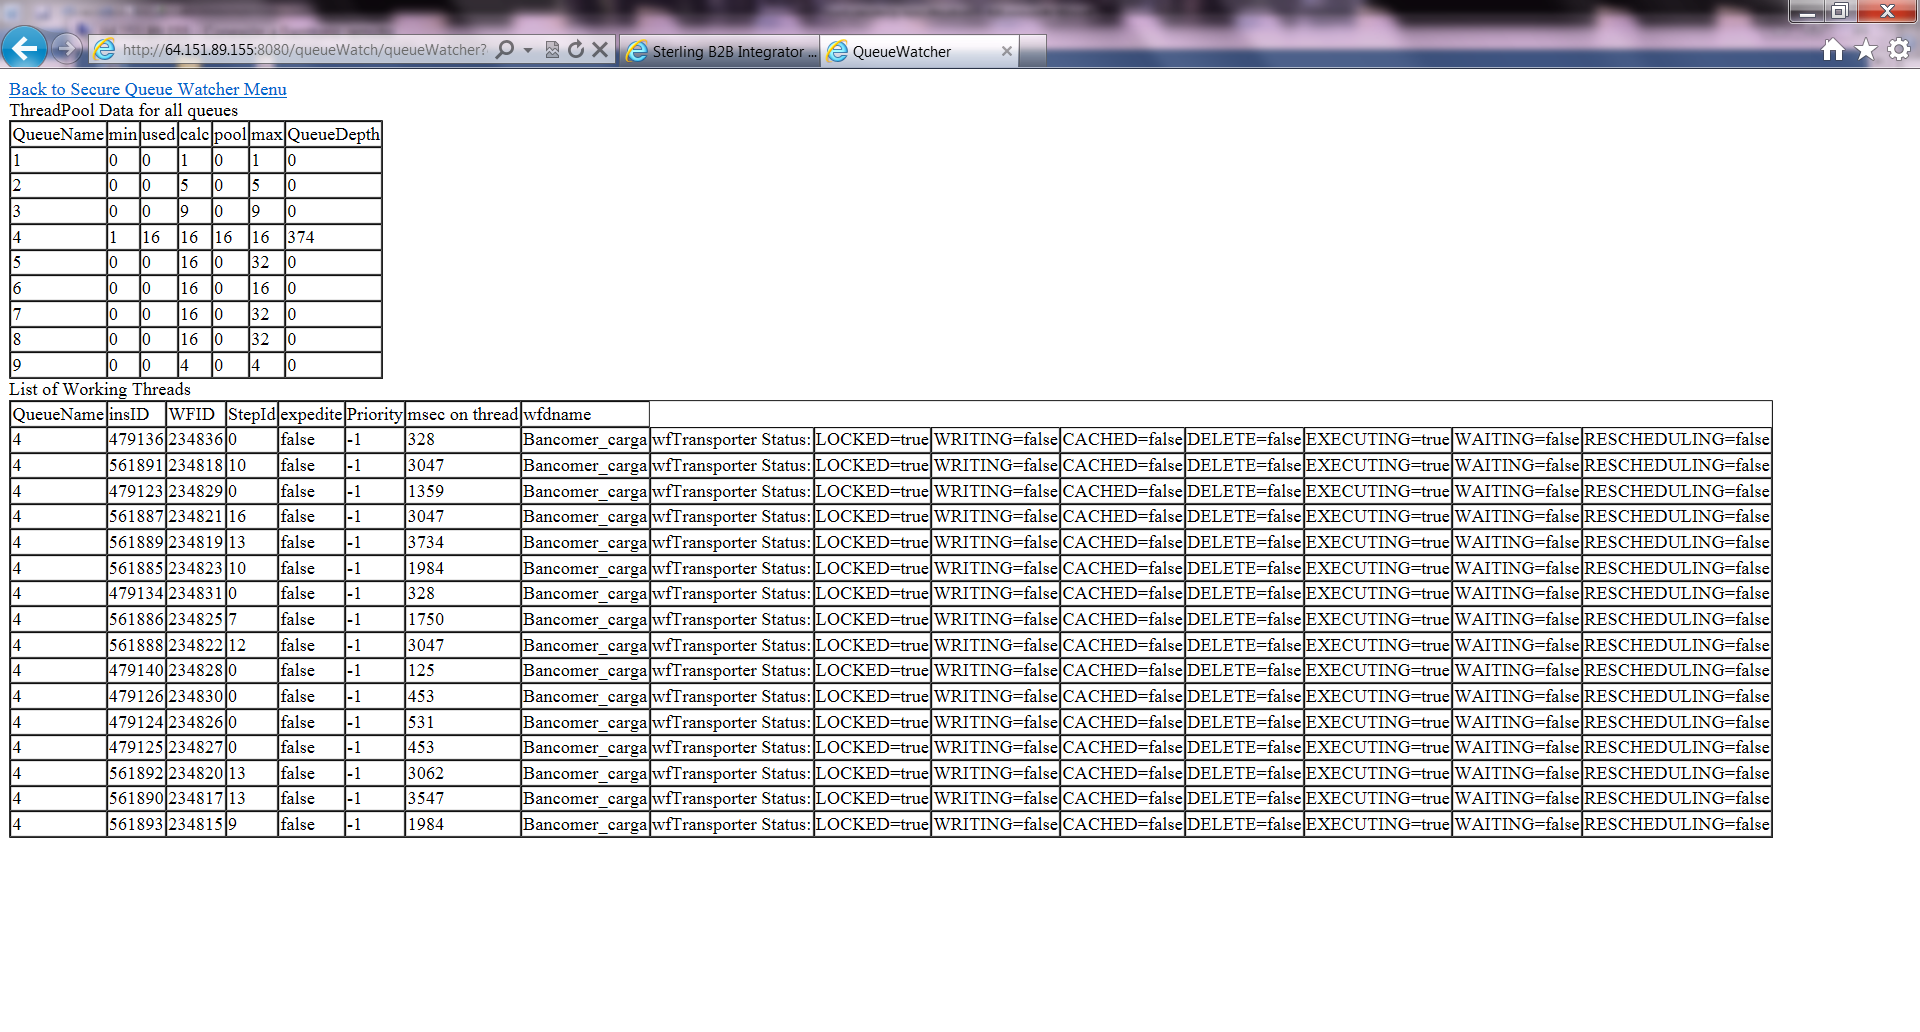 http://64.151.89.155:8080/queueWatch/queueWatcher?
Sterling B2B Integrator ...
QueueWatcher
Back to Secure Queue Watcher Menu
ThreadPool Data for all queues
QueueName min used calc pool max QueueDepth
1 0 0 1 0 1 0
2 0 0 5 0 5 0
3 0 0 9 0 9 0
4 1 16 16 16 16 374
5 0 0 16 0 32 0
6 0 0 16 0 16 0
7 0 0 16 0 32 0
8 0 0 16 0 32 0
9 0 0 4 0 4 0
List of Working Threads
QueueName insID WFID StepId expedite Priority msec on thread wfdname
4 479136 234836 0 false -1 328 Bancomer_carga wfTransporter Status: LOCKED=true WRITING=false CACHED=false DELETE=false EXECUTING=true WAITING=false RESCHEDULING=false
4 561891 234818 10 false -1 3047 Bancomer_carga wfTransporter Status: LOCKED=true WRITING=false CACHED=false DELETE=false EXECUTING=true WAITING=false RESCHEDULING=false
4 479123 234829 0 false -1 1359 Bancomer_carga wfTransporter Status: LOCKED=true WRITING=false CACHED=false DELETE=false EXECUTING=true WAITING=false RESCHEDULING=false
4 561887 234821 16 false -1 3047 Bancomer_carga wfTransporter Status: LOCKED=true WRITING=false CACHED=false DELETE=false EXECUTING=true WAITING=false RESCHEDULING=false
4 561889 234819 13 false -1 3734 Bancomer_carga wfTransporter Status: LOCKED=true WRITING=false CACHED=false DELETE=false EXECUTING=true WAITING=false RESCHEDULING=false
4 561885 234823 10 false -1 1984 Bancomer_carga wfTransporter Status: LOCKED=true WRITING=false CACHED=false DELETE=false EXECUTING=true WAITING=false RESCHEDULING=false
4 479134 234831 0 false -1 328 Bancomer_carga wfTransporter Status: LOCKED=true WRITING=false CACHED=false DELETE=false EXECUTING=true WAITING=false RESCHEDULING=false
4 561886 234825 7 false -1 1750 Bancomer_carga wfTransporter Status: LOCKED=true WRITING=false CACHED=false DELETE=false EXECUTING=true WAITING=false RESCHEDULING=false
4 561888 234822 12 false -1 3047 Bancomer_carga wfTransporter Status: LOCKED=true WRITING=false CACHED=false DELETE=false EXECUTING=true WAITING=false RESCHEDULING=false
4 479140 234828 0 false -1 125 Bancomer_carga wfTransporter Status: LOCKED=true WRITING=false CACHED=false DELETE=false EXECUTING=true WAITING=false RESCHEDULING=false
4 479126 234830 0 false -1 453 Bancomer_carga wfTransporter Status: LOCKED=true WRITING=false CACHED=false DELETE=false EXECUTING=true WAITING=false RESCHEDULING=false
4 479124 234826 0 false -1 531 Bancomer_carga wfTransporter Status: LOCKED=true WRITING=false CACHED=false DELETE=false EXECUTING=true WAITING=false RESCHEDULING=false
4 479125 234827 0 false -1 453 Bancomer_carga wfTransporter Status: LOCKED=true WRITING=false CACHED=false DELETE=false EXECUTING=true WAITING=false RESCHEDULING=false
4 561892 234820 13 false -1 3062 Bancomer_carga wfTransporter Status: LOCKED=true WRITING=false CACHED=false DELETE=false EXECUTING=true WAITING=false RESCHEDULING=false
4 561890 234817 13 false -1 3547 Bancomer_carga wfTransporter Status: LOCKED=true WRITING=false CACHED=false DELETE=false EXECUTING=true WAITING=false RESCHEDULING=false
4 561893 234815 9 false -1 1984 Bancomer_carga wfTransporter Status: LOCKED=true WRITING=false CACHED=false DELETE=false EXECUTING=true WAITING=false RESCHEDULING=false